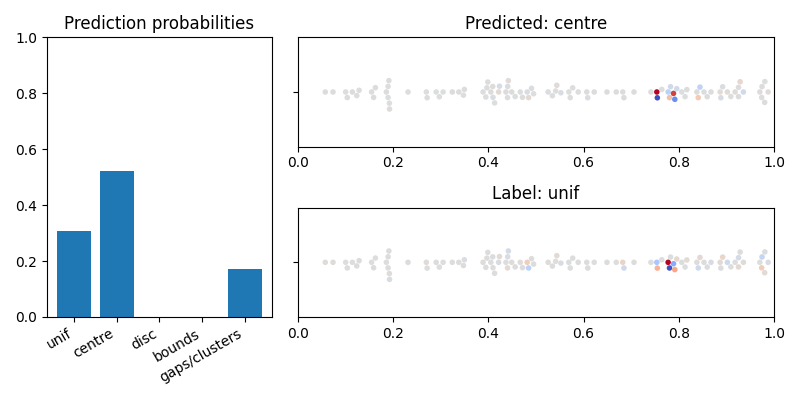 Prediction probabilities
1.0
0.8
0.6
0.4
0.2
0.0
unif
centre
disc
bounds
gaps/clusters
Predicted: centre
0.0 0.2 0.4 0.6 0.8 1.0
Label: unif
0.0 0.2 0.4 0.6 0.8 1.0